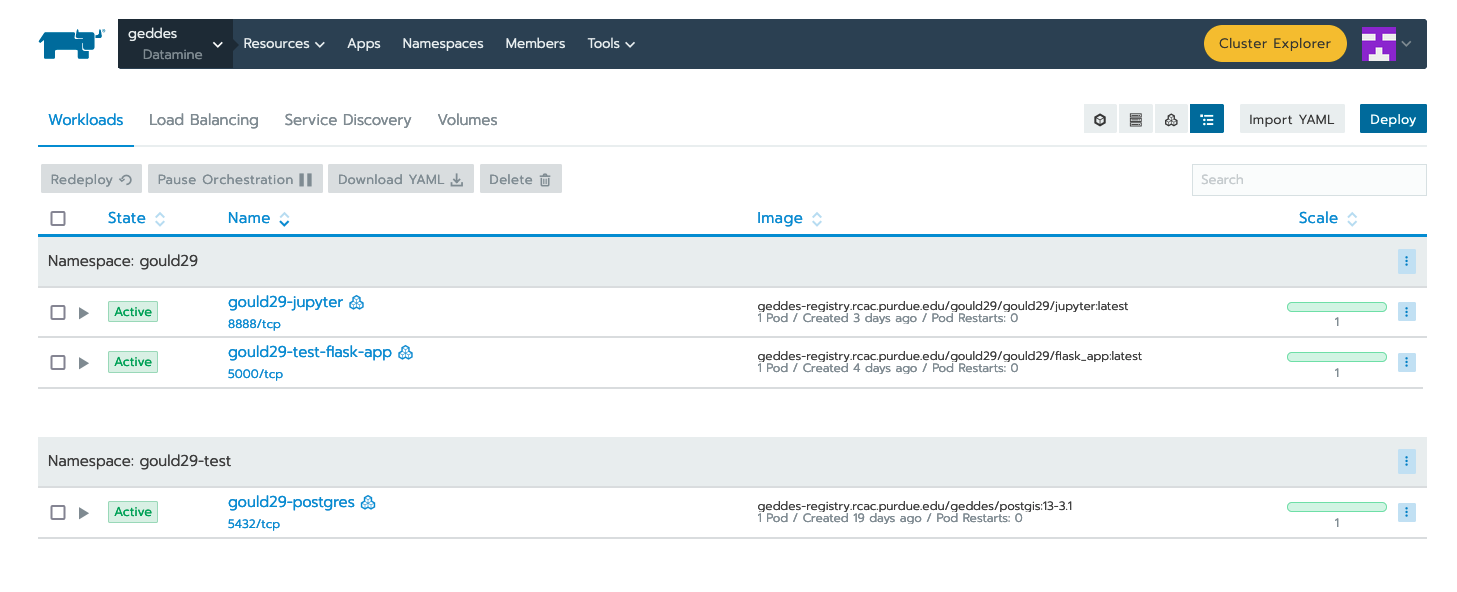 geddes
Datamine
Resources Apps Namespaces Members Tools
Cluster Explorer
Workloads Load Balancing Service Discovery Volumes
Import YAML Deploy
Redeploy Pause Orchestration Download YAML Delete
Search
State Name Image Scale
Namespace: gould29
Active gould29-jupyter geddes-registry.rcac.purdue.edu/gould29/gould29/jupyter:latest
8888/tcp 1 Pod / Created 3 days ago / Pod Restarts: 0 1
Active gould29-test-flask-app geddes-registry.rcac.purdue.edu/gould29/gould29/flask_app:latest
5000/tcp 1 Pod / Created 4 days ago / Pod Restarts: 0 1
Namespace: gould29-test
Active gould29-postgres geddes-registry.rcac.purdue.edu/geddes/postgis:13-3.1
5432/tcp 1 Pod / Created 19 days ago / Pod Restarts: 0 1